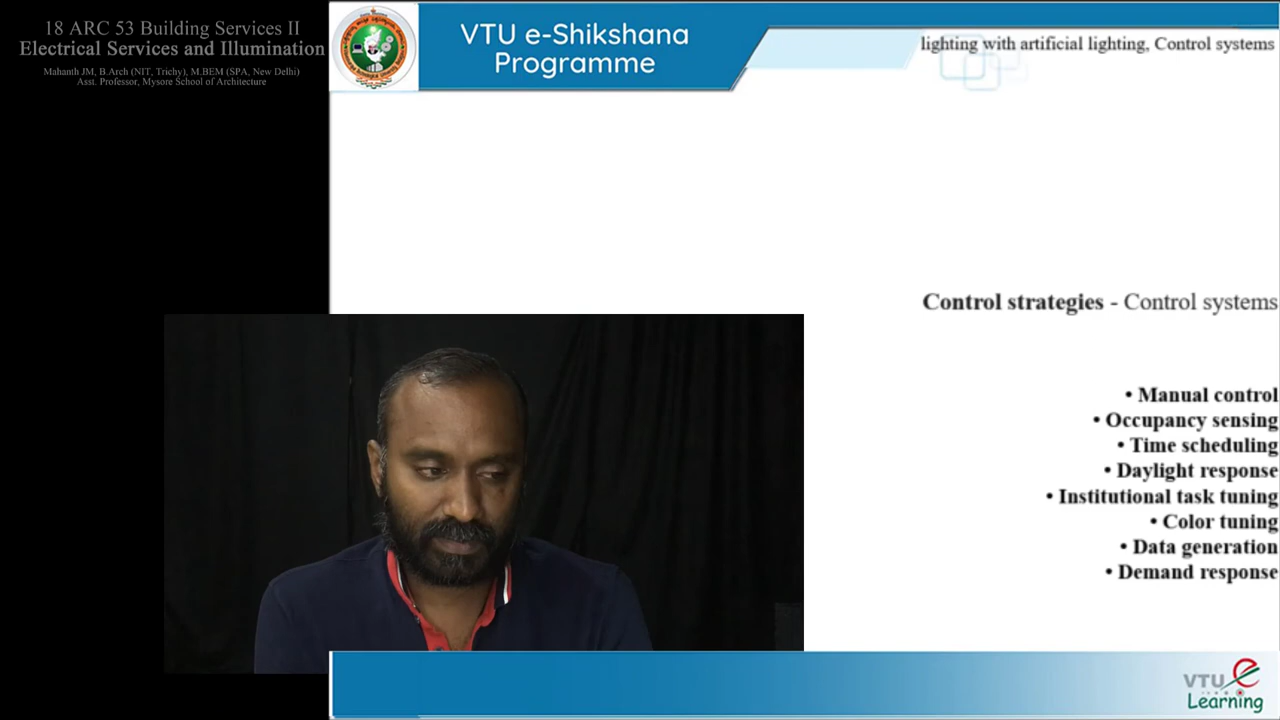 18 ARC 53 Building Services II
Electrical Services and Illumination
Mahanth JM, B.Arch (NIT, Trichy), M.BEM (SPA, New Delhi)
Asst. Professor, Mysore School of Architecture
VTU e-Shikshana
Programme
lighting with artificial lighting, Control systems
Control strategies - Control systems
• Manual control
• Occupancy sensing
• Time scheduling
• Daylight response
• Institutional task tuning
• Color tuning
• Data generation
• Demand response
VTU e
Learning